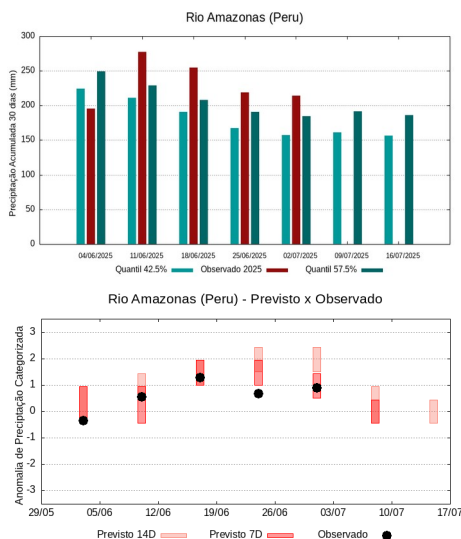 Rio Amazonas (Peru)
Precipitação Acumulada 30 dias (mm)
300
250
200
150
100
50
0
04/06/2025 11/06/2025 18/06/2025 25/06/2025 02/07/2025 09/07/2025 16/07/2025
Quantil 42.5% Observado 2025 Quantil 57.5%
Rio Amazonas (Peru) - Previsto x Observado
Anomalia de Preciptação Categorizada
3
2
1
0
-1
-2
-3
29/05 05/06 12/06 19/06 26/06 03/07 10/07 17/07
Previsto 14D Previsto 7D Observado